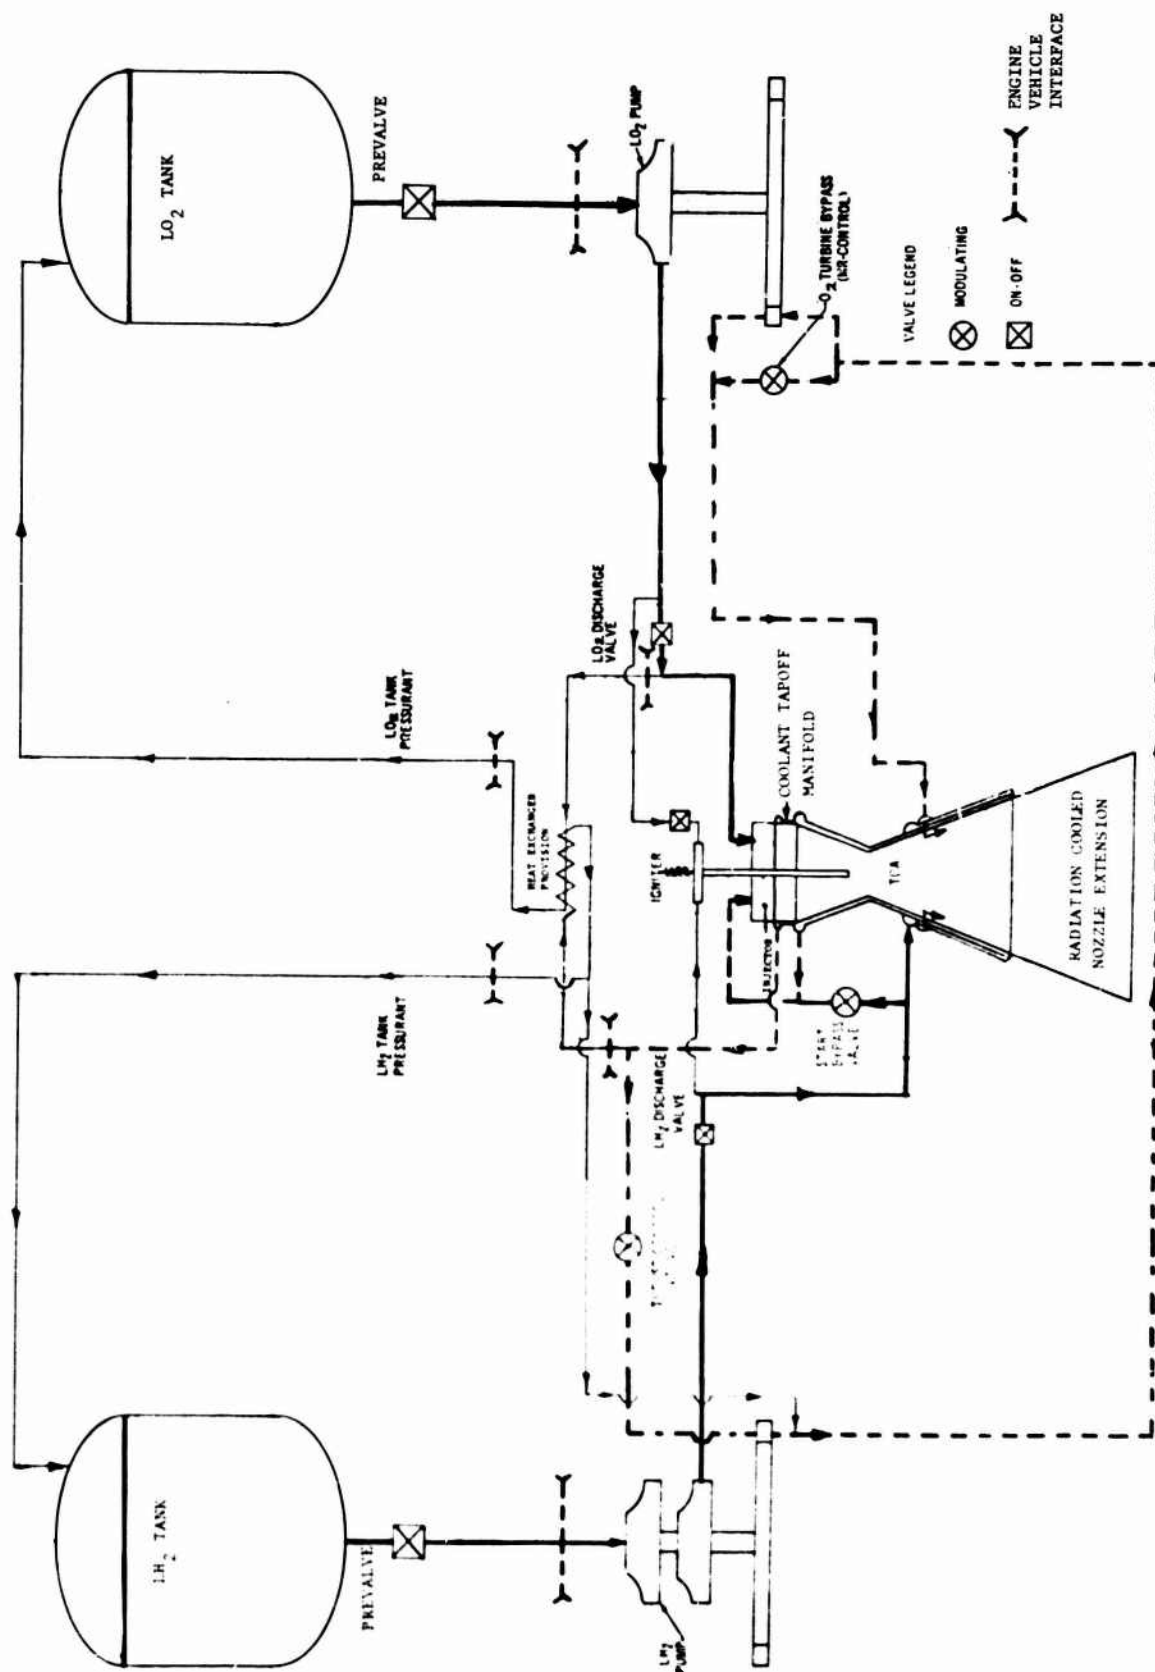 LO2 TANK
PREVALVE
LO2 PUMP
O2 TURBINE BYPASS
(MR-CONTROL)
VALVE LEGEND
MODULATING
ON-OFF
ENGINE
VEHICLE
INTERFACE
LO2 TANK
PRESSURANT
LO2 DISCHARGE
VALVE
HEAT EXCHANGER
PROVISION
IGNITER
COOLANT TAPOFF
MANIFOLD
INJECTOR
TCA
RADIATION COOLED
NOZZLE EXTENSION
LH2 TANK
PRESSURANT
START
BYPASS
VALVE
LH2 DISCHARGE
VALVE
LH2 TANK
PREVALVE
LH2
PUMP